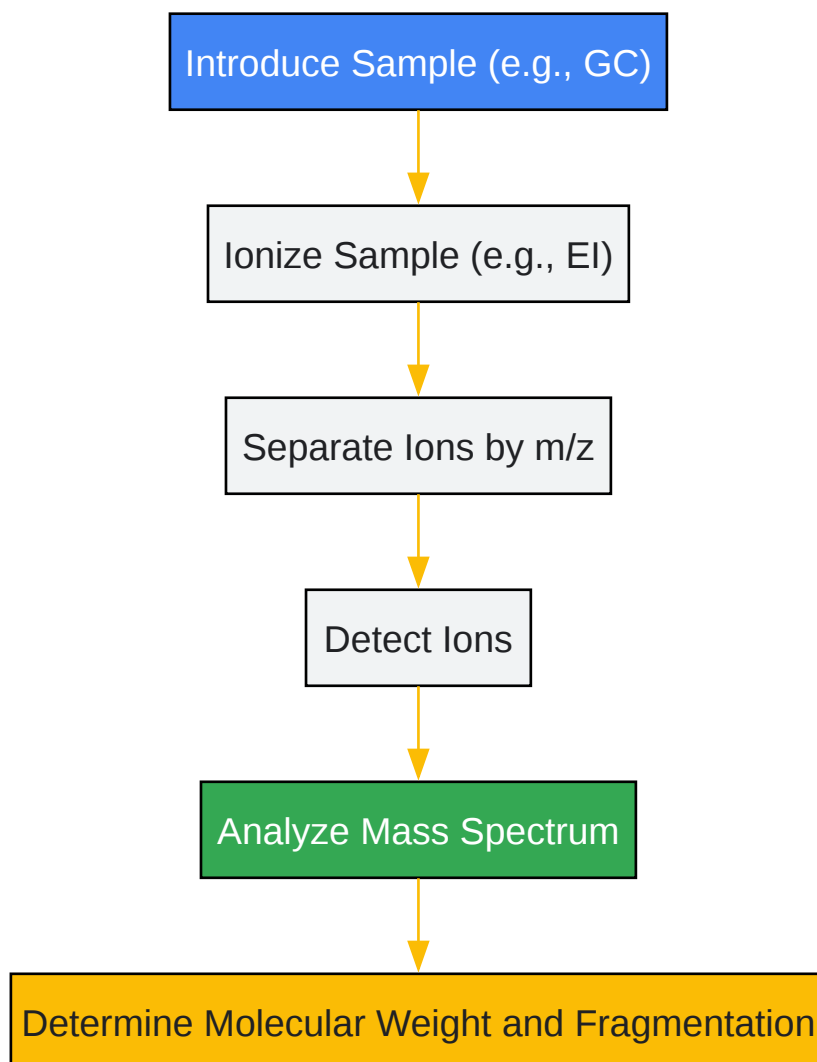 Introduce Sample (e.g., GC)
Ionize Sample (e.g., EI)
Separate Ions by m/z
Detect Ions
Analyze Mass Spectrum
Determine Molecular Weight and Fragmentation